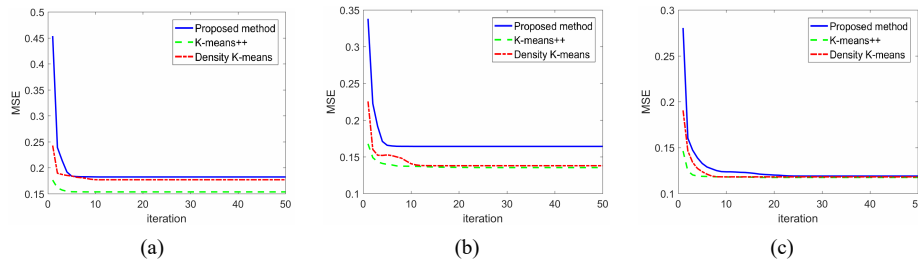 0.5
0.45
0.4
0.35
0.3
0.25
0.2
0.15
MSE
0 10 20 30 40 50
iteration
Proposed method
K-means++
Density K-means
(a)
0.35
0.3
0.25
0.2
0.15
0.1
MSE
0 10 20 30 40 50
iteration
Proposed method
K-means++
Density K-means
(b)
0.3
0.25
0.2
0.15
0.1
MSE
0 10 20 30 40 50
iteration
Proposed method
K-means++
Density K-means
(c)